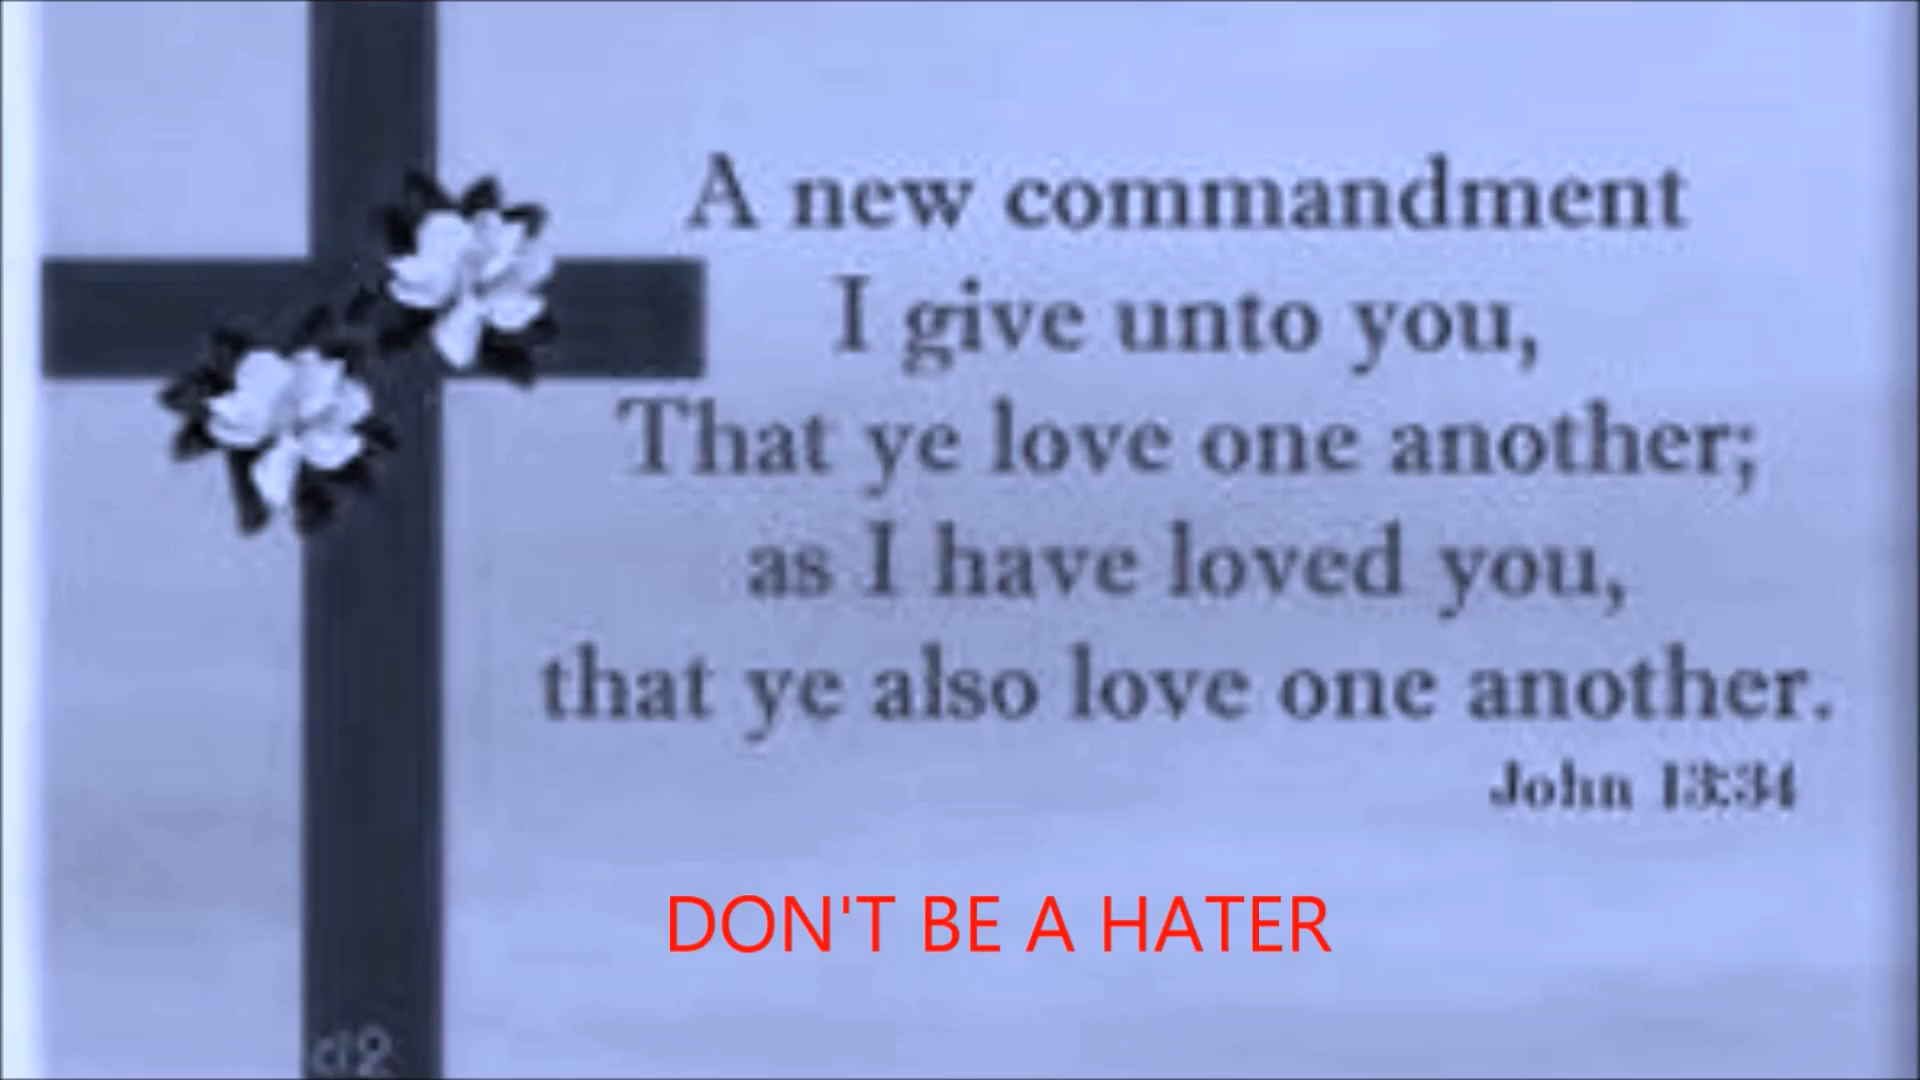 A new commandment
I give unto you,
That ye love one another;
as I have loved you,
that ye also love one another.
John 13:34
DON'T BE A HATER